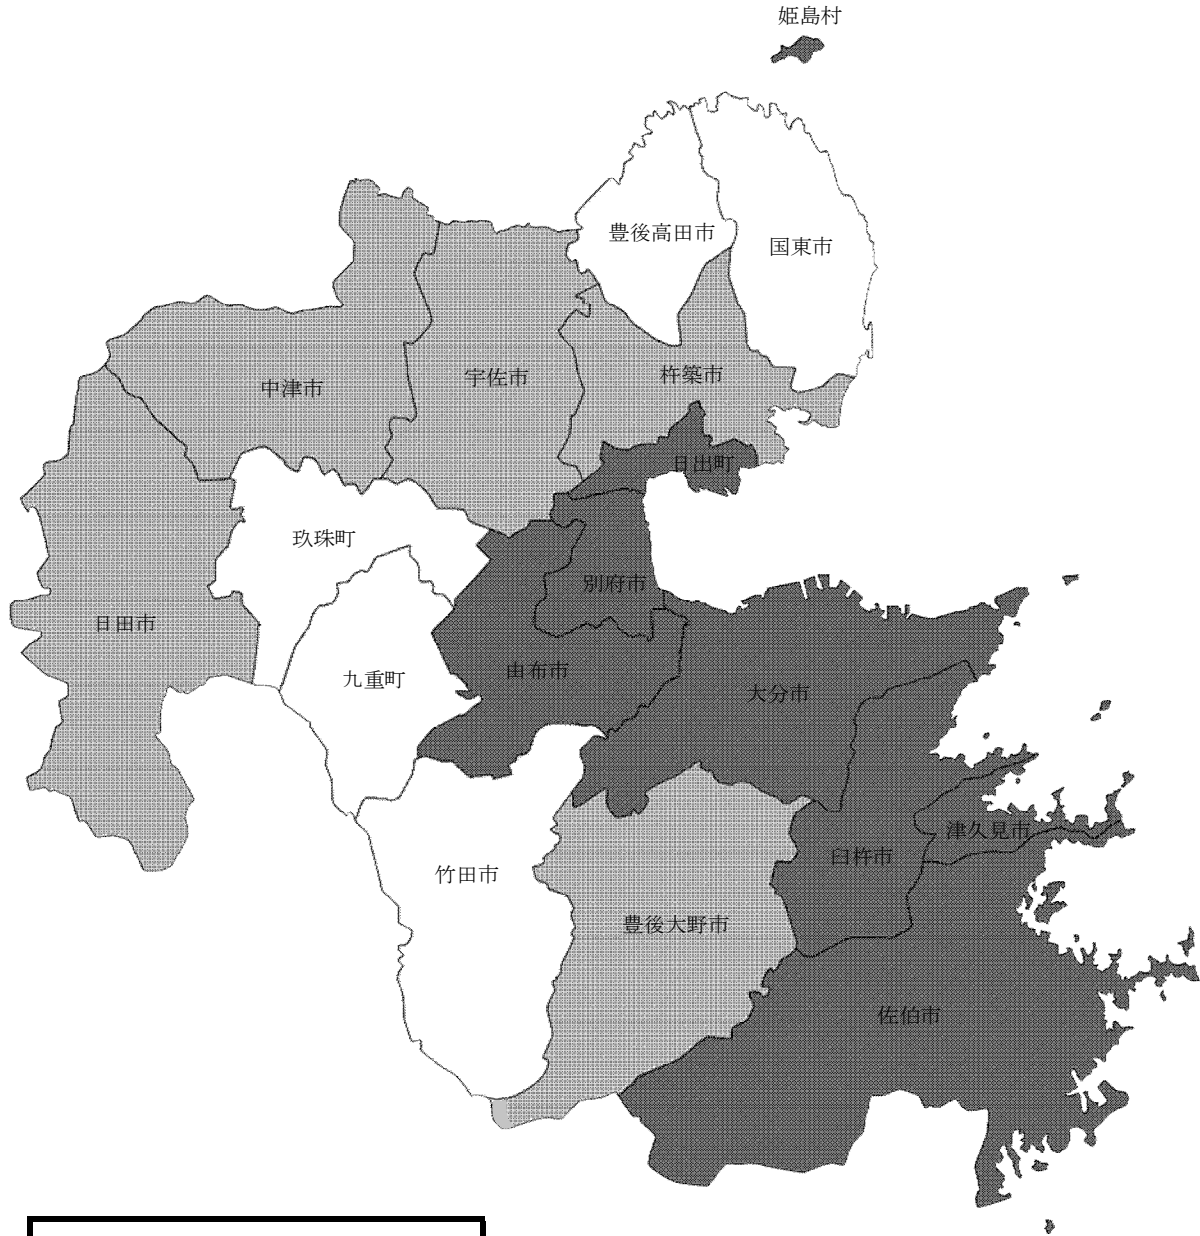 姫島村
豊後高田市
国東市
中津市
宇佐市
杵築市
日出町
玖珠町
別府市
日田市
九重町
由布市
大分市
津久見市
臼杵市
竹田市
豊後大野市
佐伯市